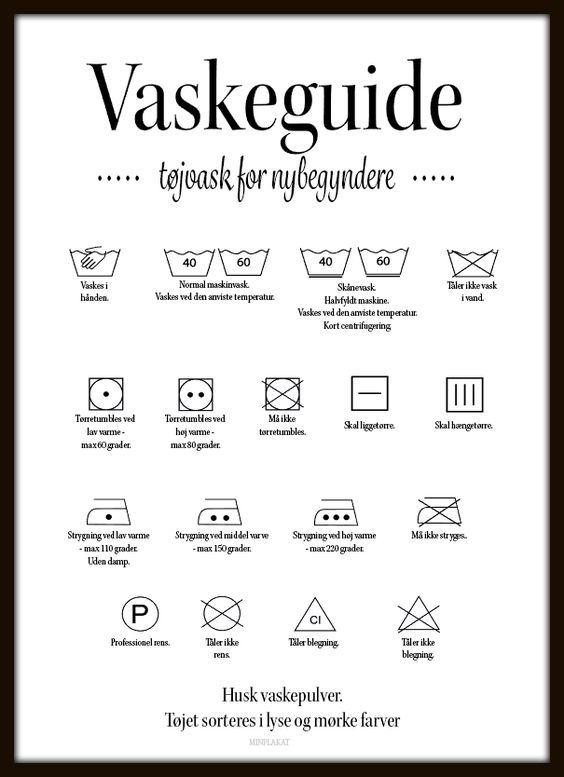 Vaskeguide
tøjvask for nybegyndere
40 60
40 60
Vaskes i
hånden.
Normal maskinvask.
Vaskes ved den anviste temperatur.
Skånevask.
Halvfyldt maskine.
Vaskes ved den anviste temperatur.
Kort centrifugering.
Tåler ikke vask
i vand.
Tørretumbles ved
lav varme -
max 60 grader.
Tørretumbles ved
høj varme -
max 80 grader.
Må ikke
tørretumbles.
Skal liggetørre.
Skal hængetørre.
Strygning ved lav varme
- max 110 grader.
Uden damp.
Strygning ved middel varve
- max 150 grader.
Strygning ved høj varme
- max 220 grader.
Må ikke stryges..
P
Cl
Professionel rens.
Tåler ikke
rens.
Tåler blegning.
Tåler ikke
blegning.
Husk vaskepulver.
Tøjet sorteres i lyse og mørke farver
MINPLAKAT